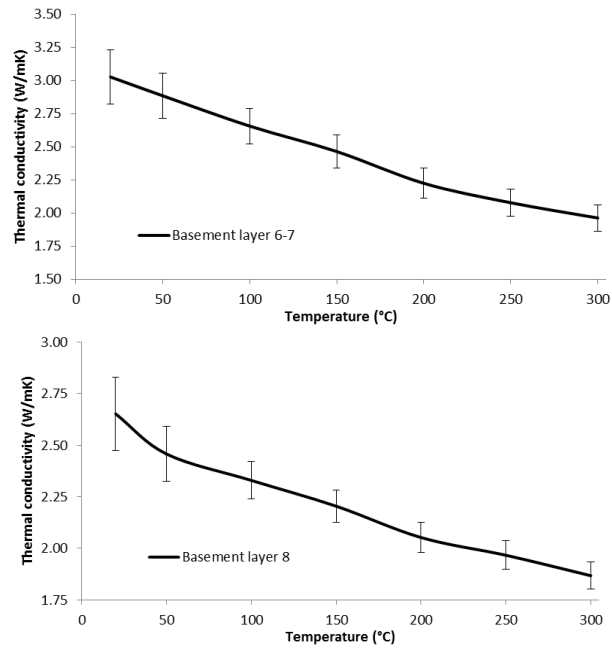 3.50
3.25
3.00
2.75
2.50
2.25
2.00
1.75
1.50
Thermal conductivity (W/mK)
Basement layer 6-7
0 50 100 150 200 250 300
Temperature (°C)
3.00
2.75
2.50
2.25
2.00
1.75
Thermal conductivity (W/mK)
Basement layer 8
0 50 100 150 200 250 300
Temperature (°C)